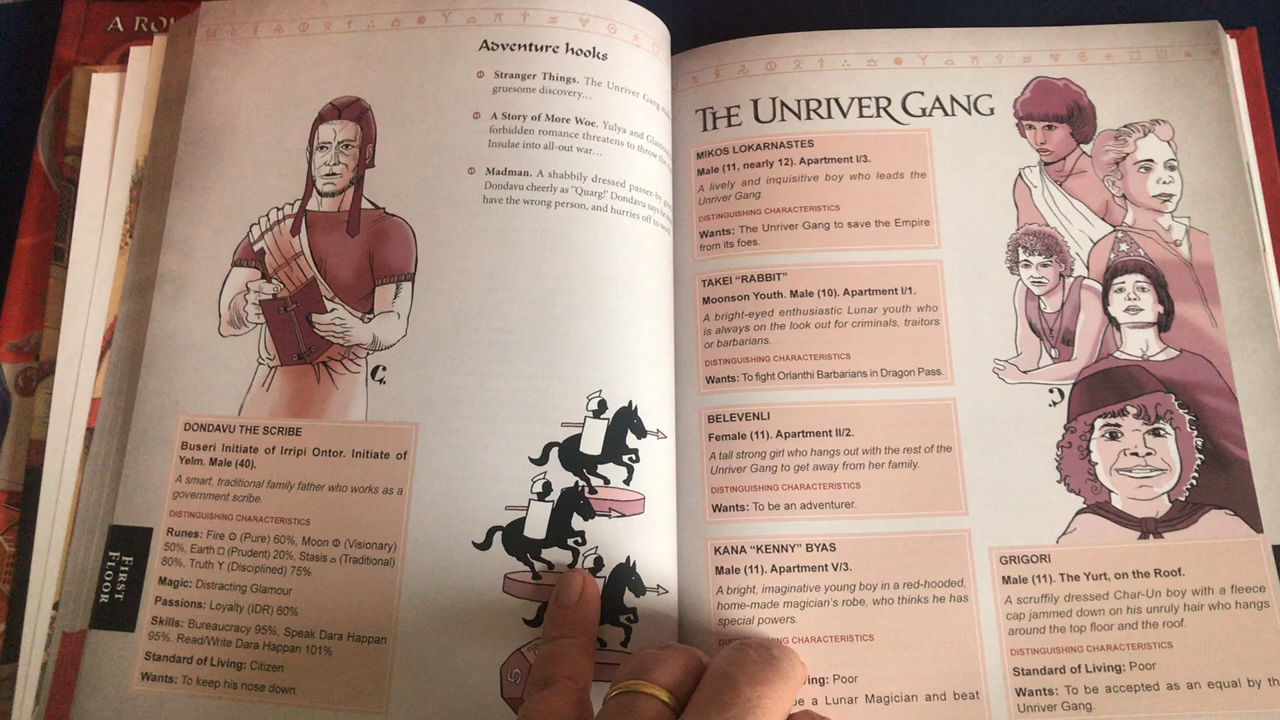 A RO
Adventure hooks
Stranger Things. The Unriver Gang
gruesome discovery…
A Story of More Woe. Yulya and
forbidden romance threatens to throw the
Insulae into all-out war…
Madman. A shabbily dressed passer-by
Dondavu cheerly as "Quarg!" Dondavu says
have the wrong person, and hurries off to work.
DONDAVU THE SCRIBE
Buseri Initiate of Irripi Ontor. Initiate of
Yelm. Male (40).
A smart, traditional family father who works as a
government scribe.
DISTINGUISHING CHARACTERISTICS
Runes: Fire (Pure) 60%, Moon (Visionary)
50%, Earth (Prudent) 20%, Stasis (Traditional)
80%, Truth (Disciplined) 75%
Magic: Distracting Glamour
Passions: Loyalty (IDR) 60%
Skills: Bureaucracy 95%, Speak Dara Happan
95%. Read/Write Dara Happan 101%
Standard of Living: Citizen
Wants: To keep his nose down.
FIRST
FLOOR
5
THE UNRIVER GANG
MIKOS LOKARNASTES
Male (11, nearly 12). Apartment I/3.
A lively and inquisitive boy who leads the
Unriver Gang.
DISTINGUISHING CHARACTERISTICS
Wants: The Unriver Gang to save the Empire
from its foes.
TAKEI "RABBIT"
Moonson Youth. Male (10). Apartment I/1.
A bright-eyed enthusiastic Lunar youth who
is always on the look out for criminals, traitors
or barbarians.
DISTINGUISHING CHARACTERISTICS
Wants: To fight Orlanthi Barbarians in Dragon Pass.
BELEVENLI
Female (11). Apartment II/2.
A tall strong girl who hangs out with the rest of the
Unriver Gang to get away from her family.
DISTINGUISHING CHARACTERISTICS
Wants: To be an adventurer.
KANA "KENNY" BYAS
Male (11). Apartment V/3.
A bright, imaginative young boy in a red-hooded,
home-made magician's robe, who thinks he has
special powers.
CHARACTERISTICS
Poor
be a Lunar Magician and beat
GRIGORI
Male (11). The Yurt, on the Roof.
A scruffily dressed Char-Un boy with a fleece
cap jammed down on his unruly hair who hangs
around the top floor and the roof.
DISTINGUISHING CHARACTERISTICS
Standard of Living: Poor
Wants: To be accepted as an equal by the
Unriver Gang.